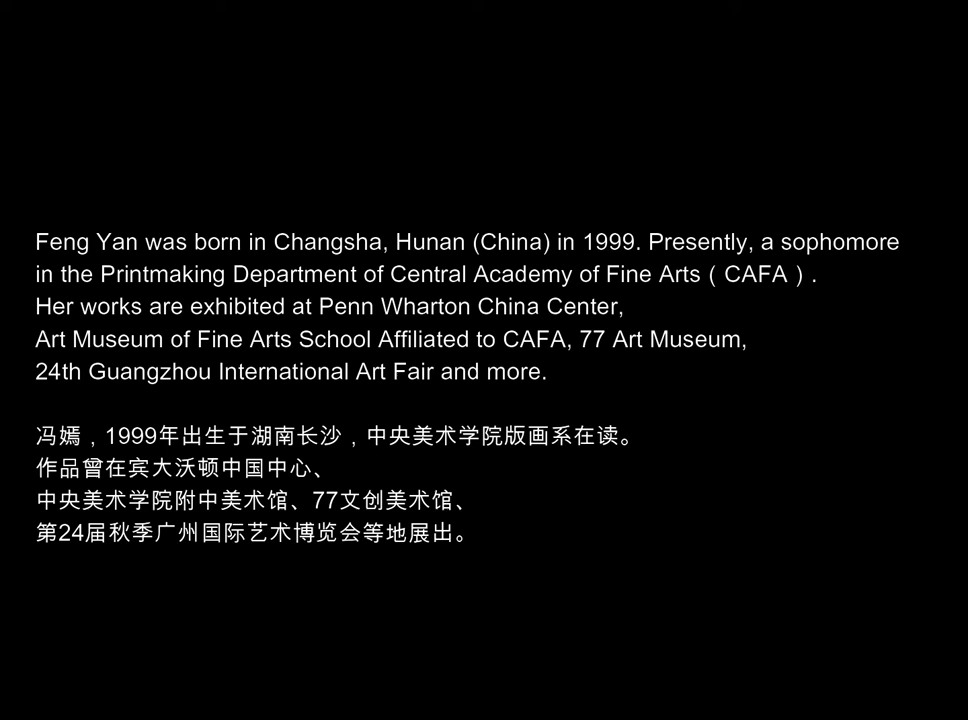 Feng Yan was born in Changsha, Hunan (China) in 1999. Presently, a sophomore
in the Printmaking Department of Central Academy of Fine Arts（CAFA）.
Her works are exhibited at Penn Wharton China Center,
Art Museum of Fine Arts School Affiliated to CAFA, 77 Art Museum,
24th Guangzhou International Art Fair and more.
冯嫣，1999年出生于湖南长沙，中央美术学院版画系在读。
作品曾在宾大沃顿中国中心、
中央美术学院附中美术馆、77文创美术馆、
第24届秋季广州国际艺术博览会等地展出。